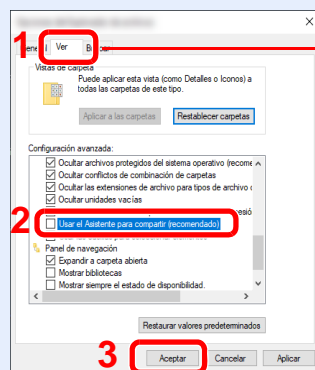 1
General Ver Buscar
Vistas de carpeta
Puede aplicar esta vista (como Detalles o Iconos) a
todas las carpetas de este tipo.
Aplicar a las carpetas Restablecer carpetas
Configuración avanzada:
Ocultar archivos protegidos del sistema operativo (recome
Ocultar conflictos de combinación de carpetas
Ocultar las extensiones de archivo para tipos de archivo c
Ocultar unidades vacías
esió
2 Usar el Asistente para compartir (recomendado)
Panel de navegación
Expandir a carpeta abierta
Mostrar bibliotecas
Mostrar siempre el estado de disponibilidad.
Restaurar valores predeterminados
3 Aceptar Cancelar Aplicar